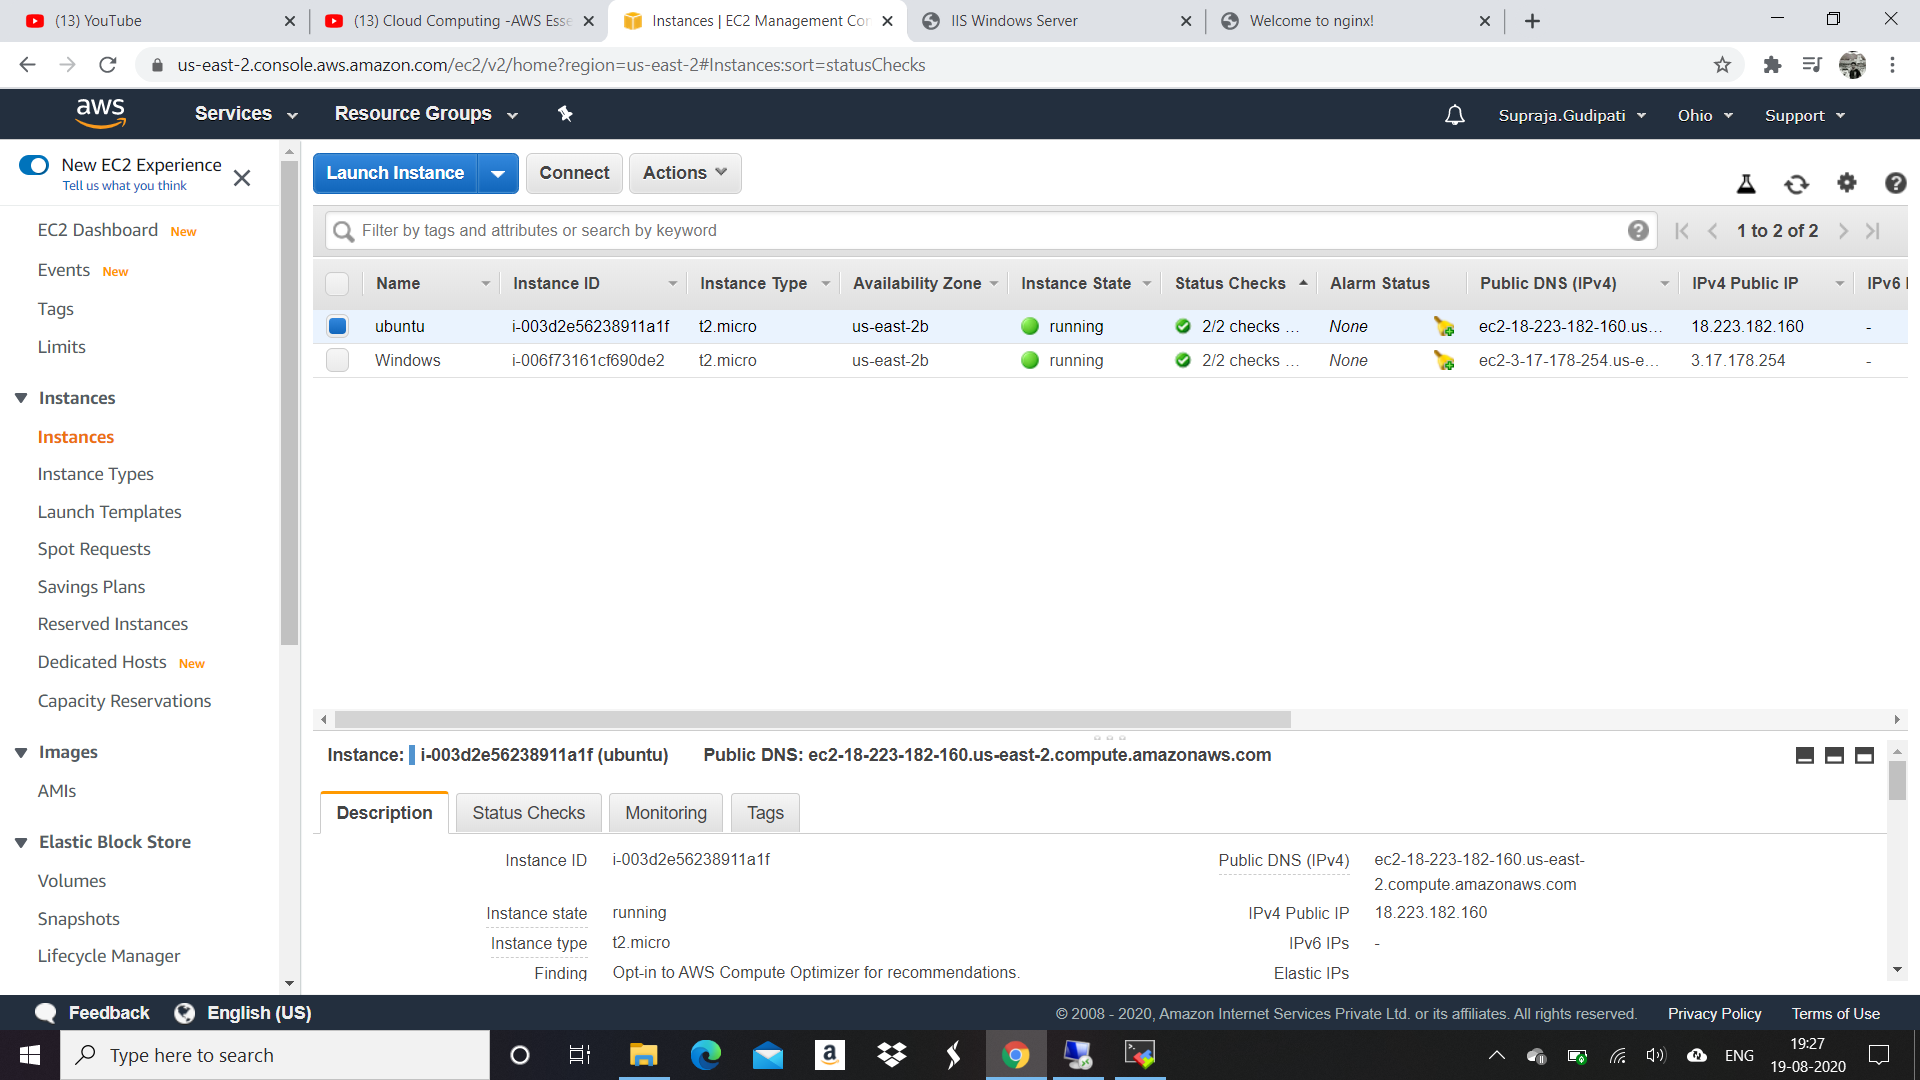 (13) YouTube
(13) Cloud Computing -AWS Esse
Instances | EC2 Management Con
IIS Windows Server
Welcome to nginx!
us-east-2.console.aws.amazon.com/ec2/v2/home?region=us-east-2#Instances:sort=statusChecks
aws
Services
Resource Groups
Supraja.Gudipati
Ohio
Support
New EC2 Experience
Tell us what you think
Launch Instance
Connect
Actions
EC2 Dashboard New
Events New
Tags
Limits
Instances
Instances
Instance Types
Launch Templates
Spot Requests
Savings Plans
Reserved Instances
Dedicated Hosts New
Capacity Reservations
Images
AMIs
Elastic Block Store
Volumes
Snapshots
Lifecycle Manager
Filter by tags and attributes or search by keyword
1 to 2 of 2
Name Instance ID Instance Type Availability Zone Instance State Status Checks Alarm Status Public DNS (IPv4) IPv4 Public IP IPv6 I
ubuntu i-003d2e56238911a1f t2.micro us-east-2b running 2/2 checks ... None ec2-18-223-182-160.us... 18.223.182.160 -
Windows i-006f73161cf690de2 t2.micro us-east-2b running 2/2 checks ... None ec2-3-17-178-254.us-e... 3.17.178.254 -
Instance: i-003d2e56238911a1f (ubuntu) Public DNS: ec2-18-223-182-160.us-east-2.compute.amazonaws.com
Description
Status Checks
Monitoring
Tags
Instance ID i-003d2e56238911a1f
Instance state running
Instance type t2.micro
Finding Opt-in to AWS Compute Optimizer for recommendations.
Public DNS (IPv4) ec2-18-223-182-160.us-east-
2.compute.amazonaws.com
IPv4 Public IP 18.223.182.160
IPv6 IPs -
Elastic IPs
Feedback
English (US)
© 2008 - 2020, Amazon Internet Services Private Ltd. or its affiliates. All rights reserved.
Privacy Policy
Terms of Use
Type here to search
ENG
19:27
19-08-2020